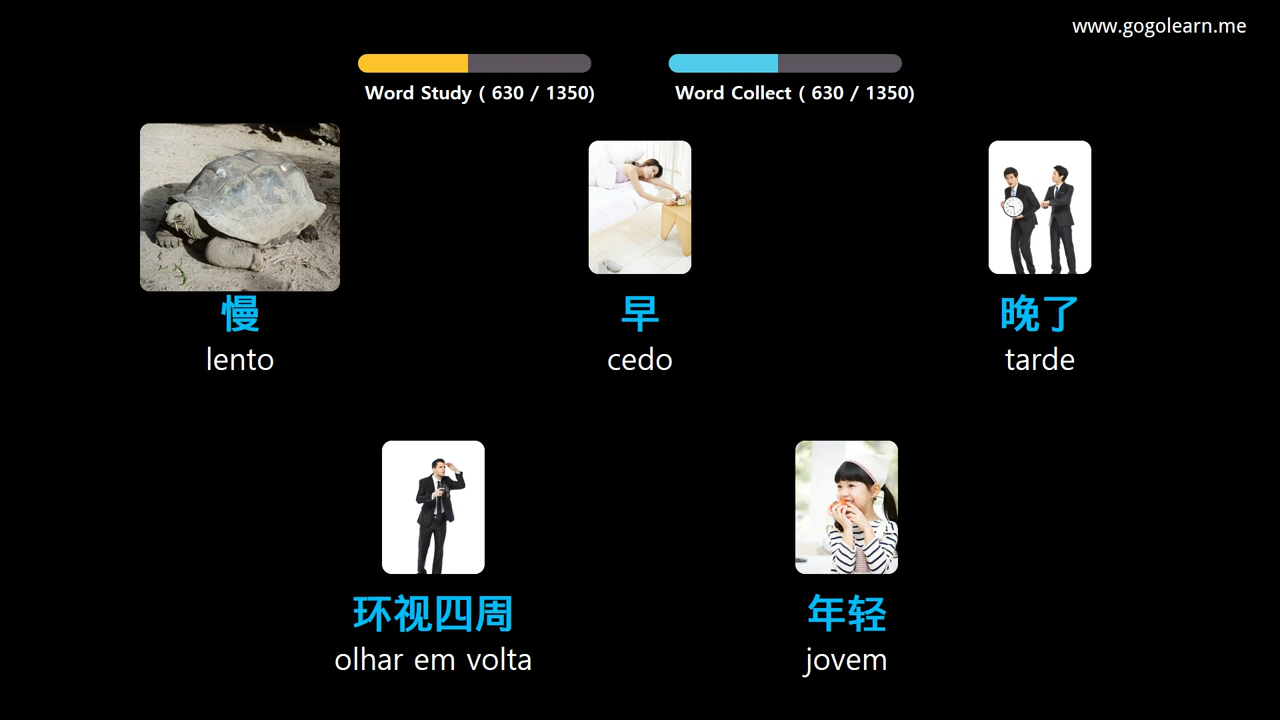 www.gogolearn.me
Word Study ( 630 / 1350)
Word Collect ( 630 / 1350)
慢
lento
早
cedo
晚了
tarde
环视四周
olhar em volta
年轻
jovem